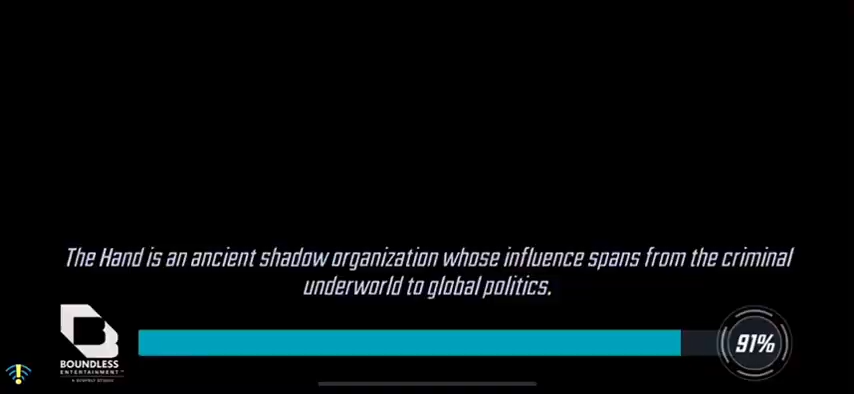 The Hand is an ancient shadow organization whose influence spans from the criminal
underworld to global politics.
91%
BOUNDLESS
ENTERTAINMENT